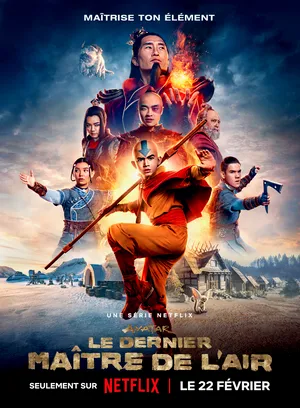 MAÎTRISE TON ÉLÉMENT
UNE SÉRIE NETFLIX
AVATAR
LE DERNIER
MAÎTRE DE L'AIR
SEULEMENT SUR NETFLIX | LE 22 FÉVRIER